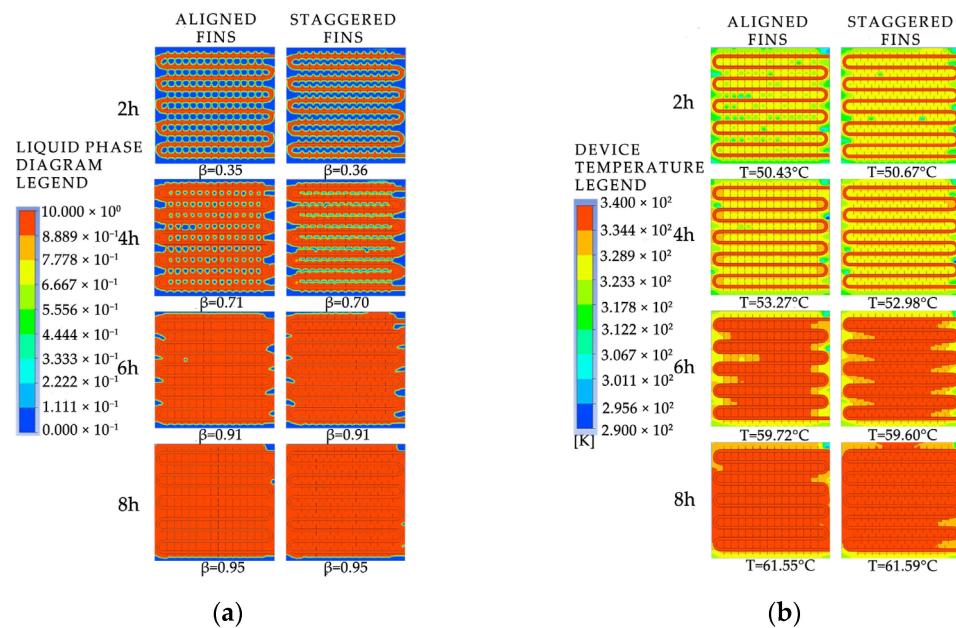 ALIGNED FINS
STAGGERED FINS
2h
β=0.35
β=0.36
LIQUID PHASE
DIAGRAM
LEGEND
10.000 × 10⁰
8.889 × 10⁻¹
7.778 × 10⁻¹
6.667 × 10⁻¹
5.556 × 10⁻¹
4.444 × 10⁻¹
3.333 × 10⁻¹
2.222 × 10⁻¹
1.111 × 10⁻¹
0.000 × 10⁻¹
4h
β=0.71
β=0.70
6h
β=0.91
β=0.91
8h
β=0.95
β=0.95
(a)
ALIGNED FINS
STAGGERED FINS
2h
T=50.43°C
T=50.67°C
DEVICE
TEMPERATURE
LEGEND
3.400 × 10²
3.344 × 10²
3.289 × 10²
3.233 × 10²
3.178 × 10²
3.122 × 10²
3.067 × 10²
3.011 × 10²
2.956 × 10²
2.900 × 10²
[K]
4h
T=53.27°C
T=52.98°C
6h
T=59.72°C
T=59.60°C
8h
T=61.55°C
T=61.59°C
(b)